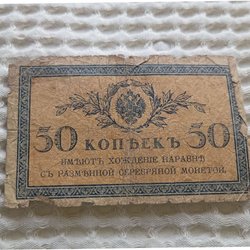 50 КОПѢЕКЪ 50
ИМѢЮТЪ ХОЖДЕНІЕ НАРАВНѢ
СЪ РАЗМѢННОЙ СЕРЕБРЯНОЙ МОНЕТОЙ.